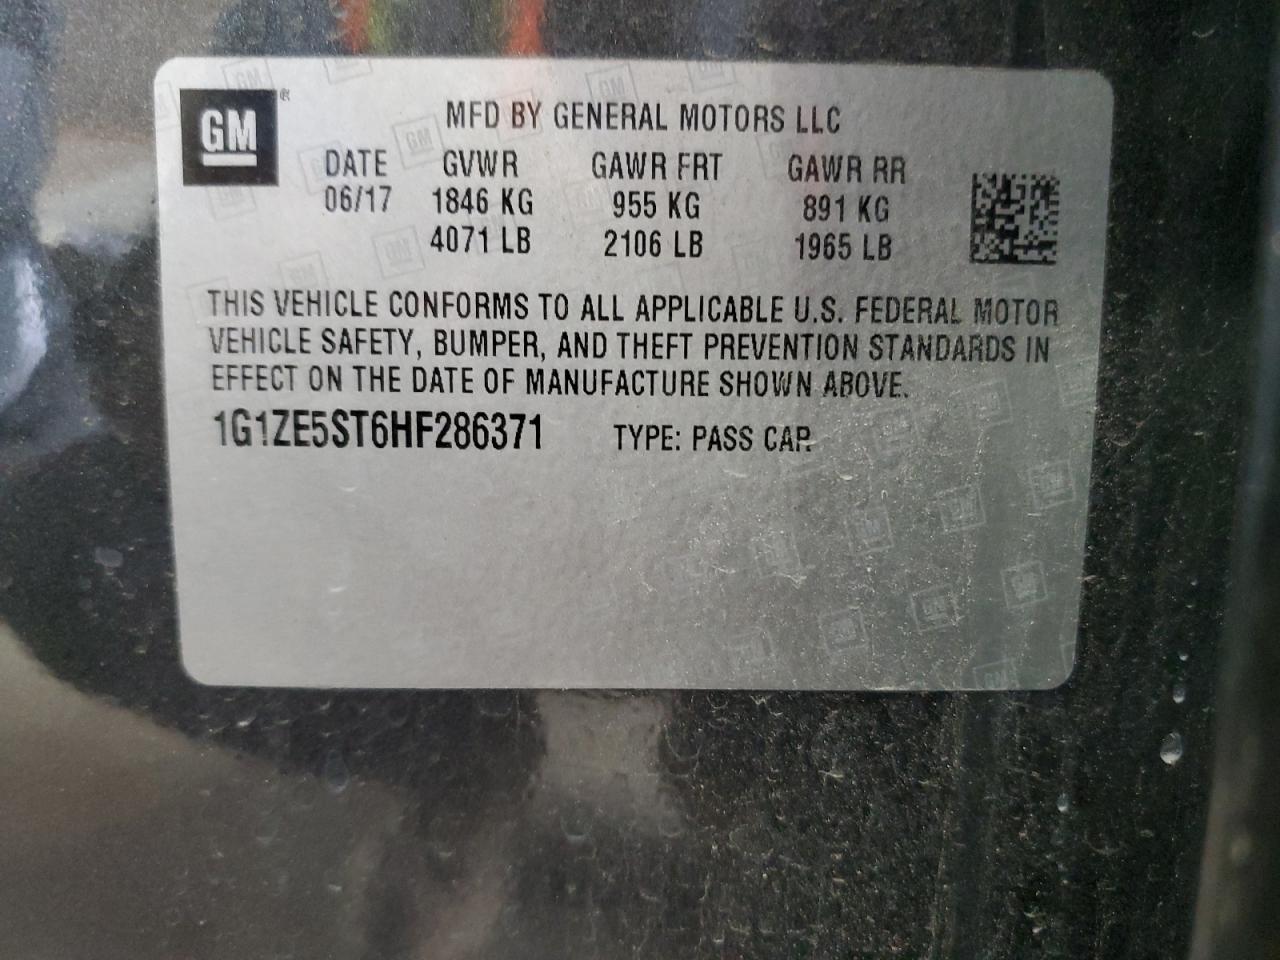 GM ®
MFD BY GENERAL MOTORS LLC
DATE GVWR GAWR FRT GAWR RR
06/17 1846 KG 955 KG 891 KG
4071 LB 2106 LB 1965 LB
THIS VEHICLE CONFORMS TO ALL APPLICABLE U.S. FEDERAL MOTOR
VEHICLE SAFETY, BUMPER, AND THEFT PREVENTION STANDARDS IN
EFFECT ON THE DATE OF MANUFACTURE SHOWN ABOVE.
1G1ZE5ST6HF286371 TYPE: PASS CAR